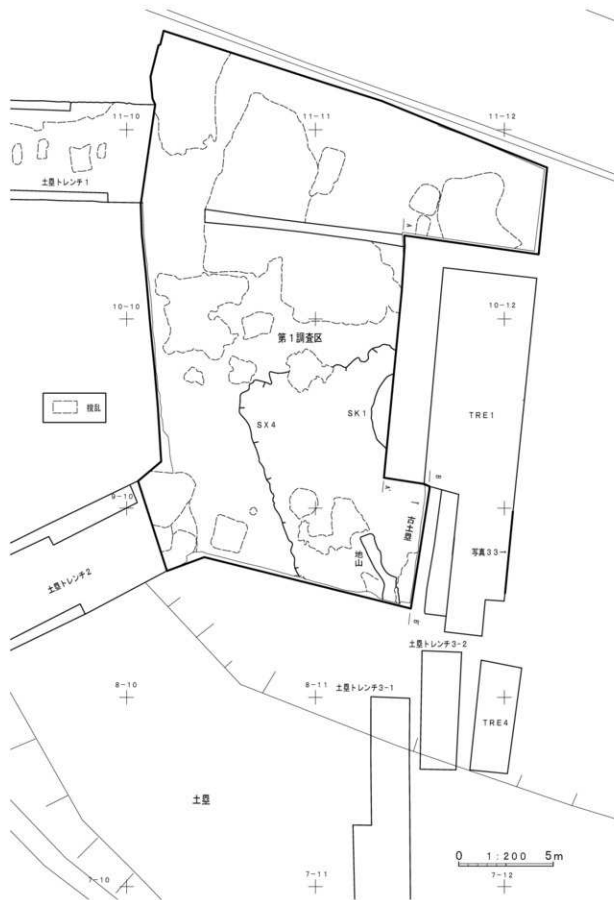 11-10
11-11
11-12
土塁トレンチ1
A
10-10
10-12
第1調査区
攪乱
SX4
SK1
TRE1
A'
B
9-10
古土塁
地山
写真33
土塁トレンチ2
B'
土塁トレンチ3-2
8-10
8-11
土塁トレンチ3-1
TRE4
土塁
0 1:200 5m
7-10
7-11
7-12